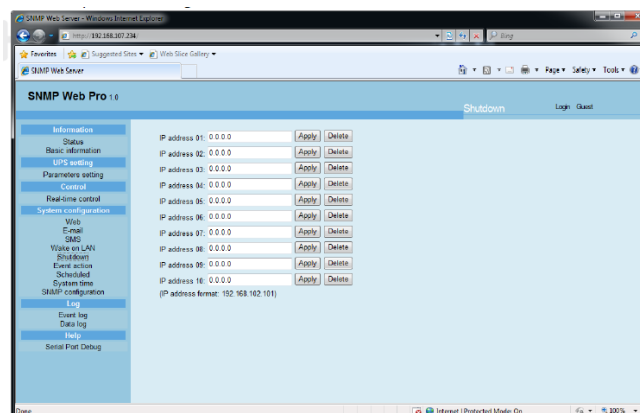 SNMP Web Server - Windows Internet Explorer
http://192.168.107.234/
Bing
Favorites Suggested Sites Web Slice Gallery
SNMP Web Server
Page Safety Tools
SNMP Web Pro 1.0
Shutdown Login Guest
Information
Status
Basic information
UPS setting
Parameters setting
Control
Real-time control
System configuration
Web
E-mail
SMS
Wake on LAN
Shutdown
Event action
Scheduled
System time
SNMP configuration
Log
Event log
Data log
Help
Serial Port Debug
IP address 01: 0.0.0.0 Apply Delete
IP address 02: 0.0.0.0 Apply Delete
IP address 03: 0.0.0.0 Apply Delete
IP address 04: 0.0.0.0 Apply Delete
IP address 05: 0.0.0.0 Apply Delete
IP address 06: 0.0.0.0 Apply Delete
IP address 07: 0.0.0.0 Apply Delete
IP address 08: 0.0.0.0 Apply Delete
IP address 09: 0.0.0.0 Apply Delete
IP address 10: 0.0.0.0 Apply Delete
(IP address format: 192.168.102.101)
Done Internet | Protected Mode: On 100%